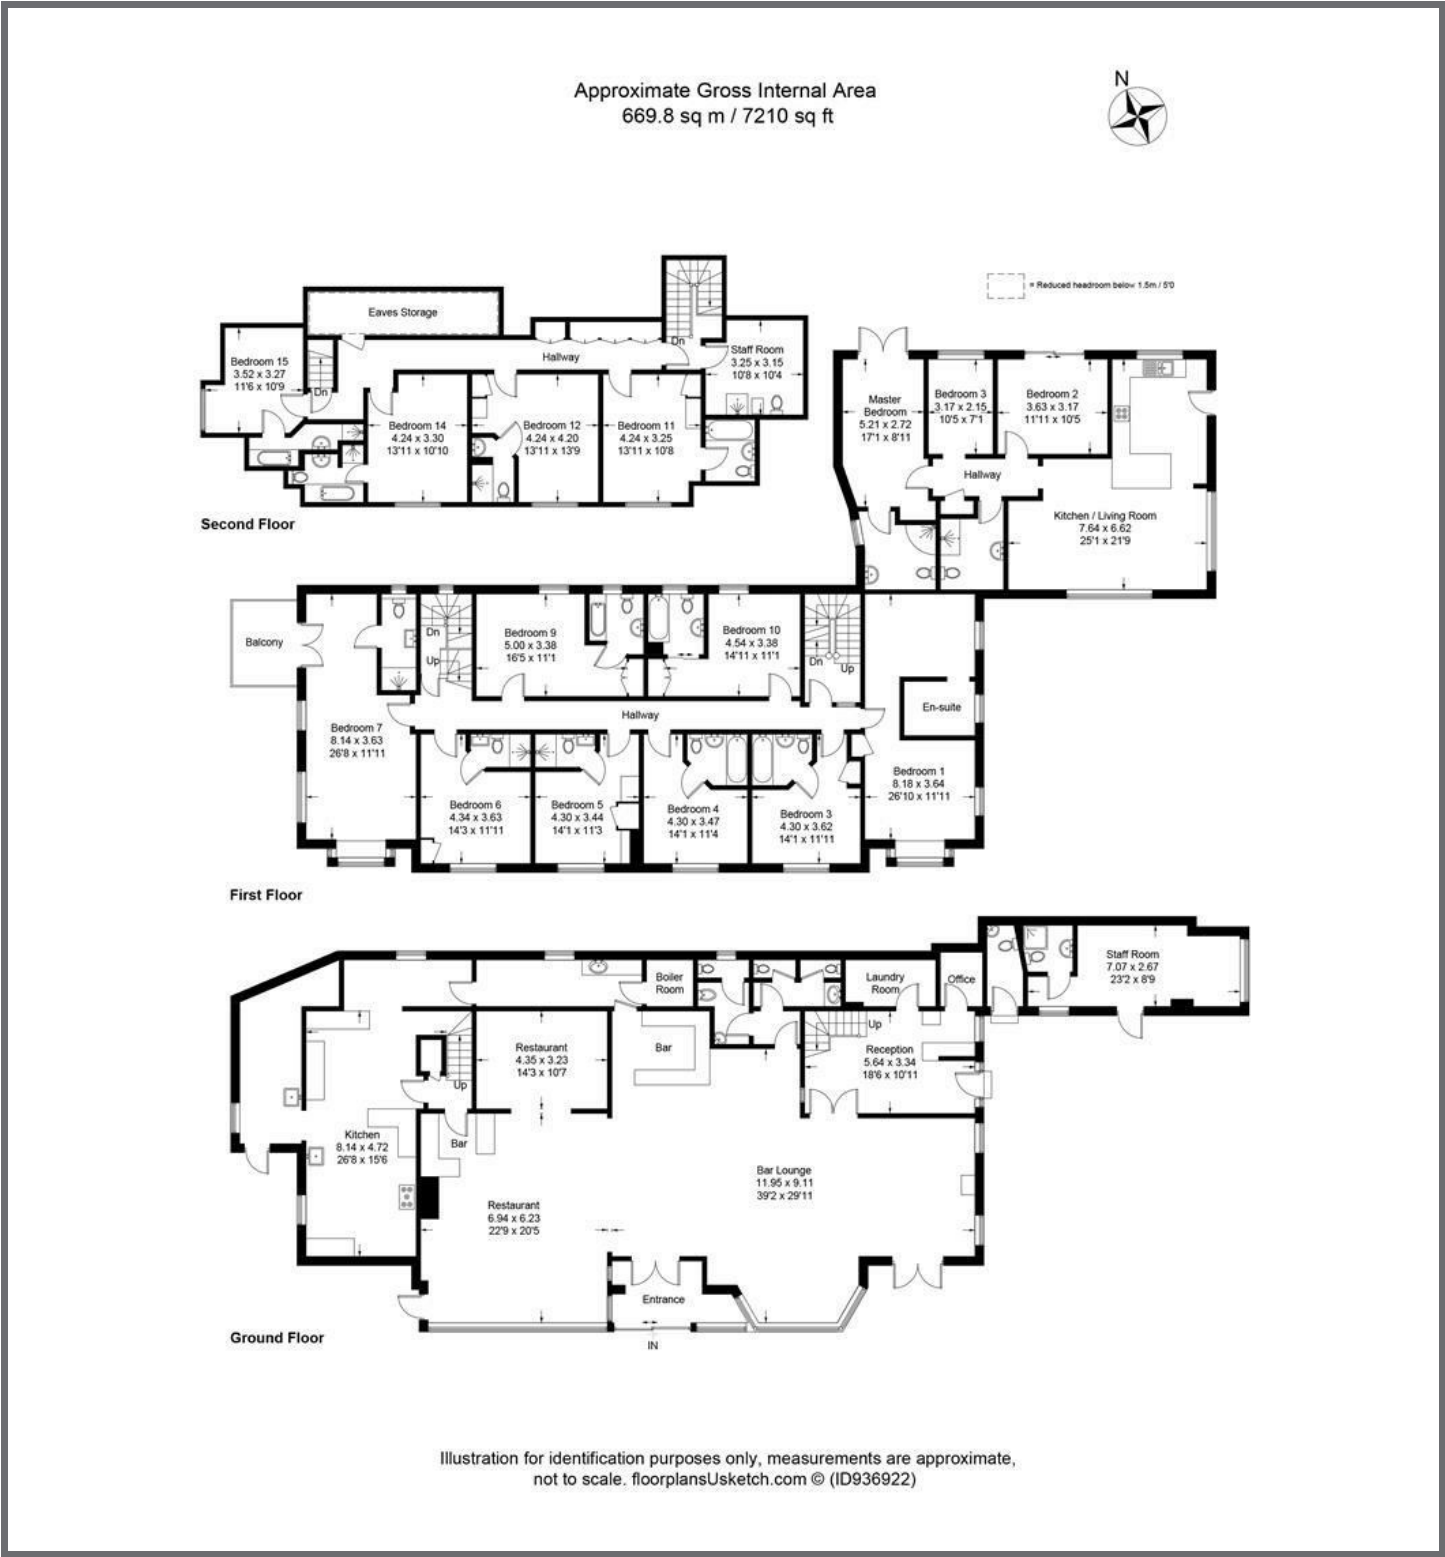 Approximate Gross Internal Area
669.8 sq m / 7210 sq ft
N
= Reduced headroom below 1.5m / 5'0
Eaves Storage
Bedroom 15
3.52 x 3.27
11'6 x 10'9
Dn
Hallway
Dn
Staff Room
3.25 x 3.15
10'8 x 10'4
Bedroom 14
4.24 x 3.30
13'11 x 10'10
Bedroom 12
4.24 x 4.20
13'11 x 13'9
Bedroom 11
4.24 x 3.25
13'11 x 10'8
Second Floor
Master
Bedroom
5.21 x 2.72
17'1 x 8'11
Bedroom 3
3.17 x 2.15
10'5 x 7'1
Bedroom 2
3.63 x 3.17
11'11 x 10'5
Hallway
Kitchen / Living Room
7.64 x 6.62
25'1 x 21'9
Balcony
Dn
Up
Bedroom 9
5.00 x 3.38
16'5 x 11'1
Bedroom 10
4.54 x 3.38
14'11 x 11'1
Dn
Up
En-suite
Hallway
Bedroom 7
8.14 x 3.63
26'8 x 11'11
Bedroom 6
4.34 x 3.63
14'3 x 11'11
Bedroom 5
4.30 x 3.44
14'1 x 11'3
Bedroom 4
4.30 x 3.47
14'1 x 11'4
Bedroom 3
4.30 x 3.62
14'1 x 11'11
Bedroom 1
8.18 x 3.64
26'10 x 11'11
First Floor
Boiler
Room
Laundry
Room
Office
Staff Room
7.07 x 2.67
23'2 x 8'9
Restaurant
4.35 x 3.23
14'3 x 10'7
Bar
Up
Reception
5.64 x 3.34
18'6 x 10'11
Up
Kitchen
8.14 x 4.72
26'8 x 15'6
Bar
Restaurant
6.94 x 6.23
22'9 x 20'5
Bar Lounge
11.95 x 9.11
39'2 x 29'11
Entrance
IN
Ground Floor
Illustration for identification purposes only, measurements are approximate,
not to scale. floorplansUsketch.com © (ID936922)